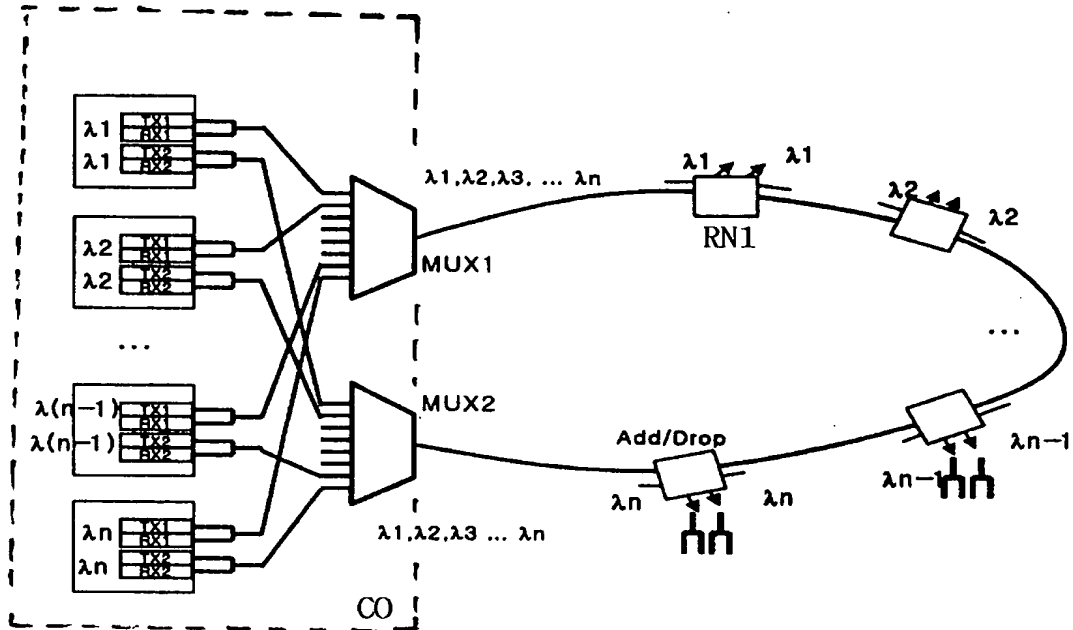 λ1
TX1
RX1
λ1
TX2
RX2
λ2
TX1
RX1
λ2
TX2
RX2
...
λ(n-1)
TX1
RX1
λ(n-1)
TX2
RX2
λn
TX1
RX1
λn
TX2
RX2
λ1,λ2,λ3, ... λn
MUX1
MUX2
λ1,λ2,λ3 ... λn
CO
λ1
λ1
RN1
λ2
λ2
...
λn-1
λn-1
Add/Drop
λn
λn